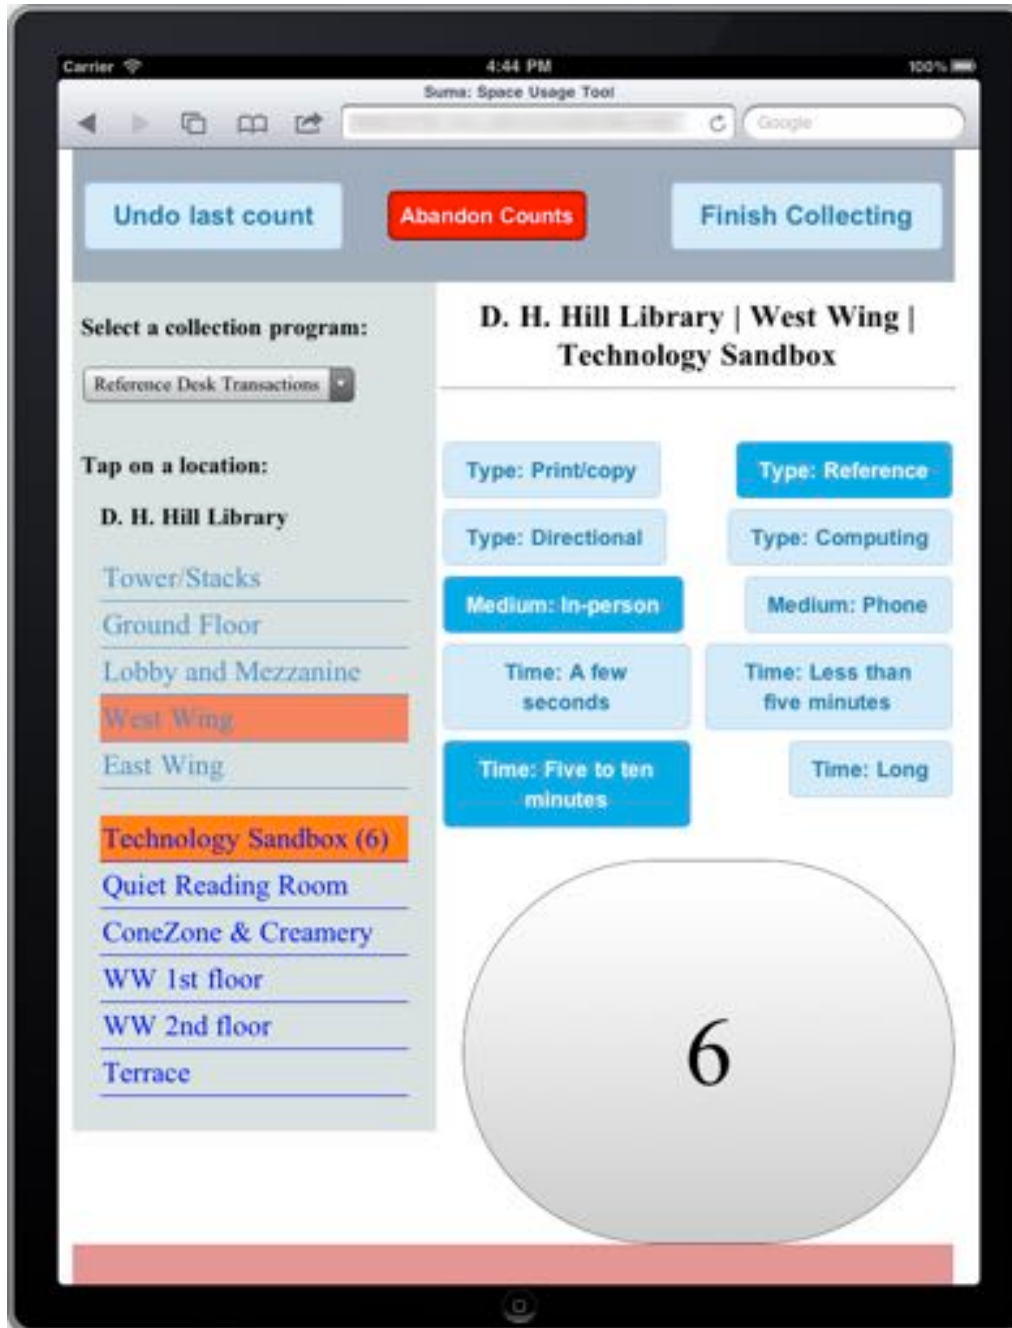 Carrier 4:44 PM 100%
Suma: Space Usage Tool
Google
Undo last count
Abandon Counts
Finish Collecting
Select a collection program:
Reference Desk Transactions
Tap on a location:
D. H. Hill Library
Tower/Stacks
Ground Floor
Lobby and Mezzanine
West Wing
East Wing
Technology Sandbox (6)
Quiet Reading Room
ConeZone & Creamery
WW 1st floor
WW 2nd floor
Terrace
D. H. Hill Library | West Wing |
Technology Sandbox
Type: Print/copy
Type: Reference
Type: Directional
Type: Computing
Medium: In-person
Medium: Phone
Time: A few
seconds
Time: Less than
five minutes
Time: Five to ten
minutes
Time: Long
6